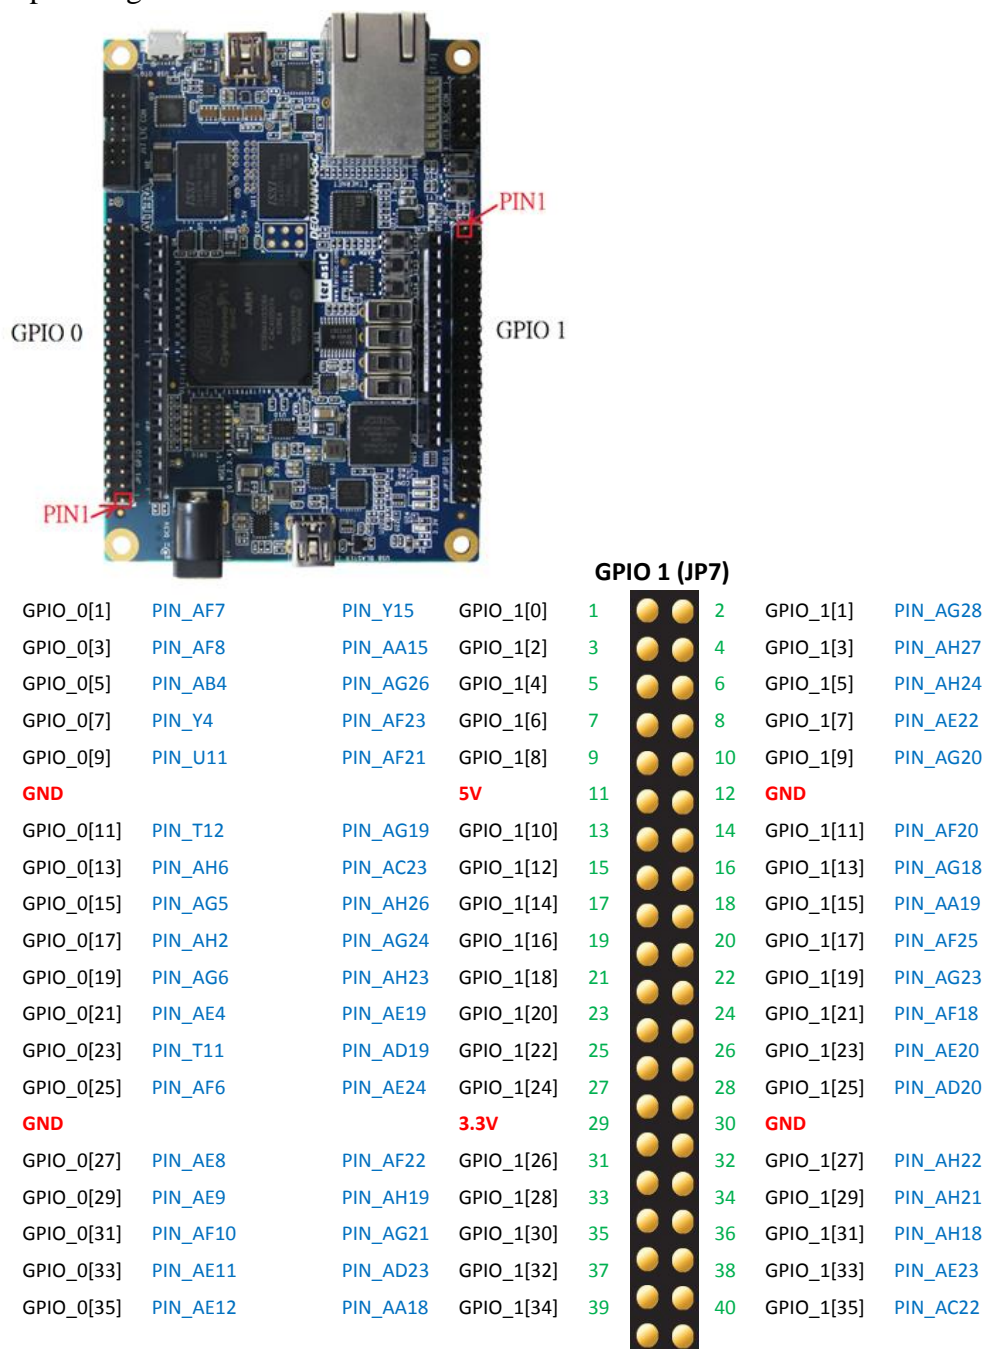 PIN1
GPIO 0
GPIO 1
PIN1
GPIO 1 (JP7)
GPIO_0[1] PIN_AF7 PIN_Y15 GPIO_1[0] 1 2 GPIO_1[1] PIN_AG28
GPIO_0[3] PIN_AF8 PIN_AA15 GPIO_1[2] 3 4 GPIO_1[3] PIN_AH27
GPIO_0[5] PIN_AB4 PIN_AG26 GPIO_1[4] 5 6 GPIO_1[5] PIN_AH24
GPIO_0[7] PIN_Y4 PIN_AF23 GPIO_1[6] 7 8 GPIO_1[7] PIN_AE22
GPIO_0[9] PIN_U11 PIN_AF21 GPIO_1[8] 9 10 GPIO_1[9] PIN_AG20
GND 5V 11 12 GND
GPIO_0[11] PIN_T12 PIN_AG19 GPIO_1[10] 13 14 GPIO_1[11] PIN_AF20
GPIO_0[13] PIN_AH6 PIN_AC23 GPIO_1[12] 15 16 GPIO_1[13] PIN_AG18
GPIO_0[15] PIN_AG5 PIN_AH26 GPIO_1[14] 17 18 GPIO_1[15] PIN_AA19
GPIO_0[17] PIN_AH2 PIN_AG24 GPIO_1[16] 19 20 GPIO_1[17] PIN_AF25
GPIO_0[19] PIN_AG6 PIN_AH23 GPIO_1[18] 21 22 GPIO_1[19] PIN_AG23
GPIO_0[21] PIN_AE4 PIN_AE19 GPIO_1[20] 23 24 GPIO_1[21] PIN_AF18
GPIO_0[23] PIN_T11 PIN_AD19 GPIO_1[22] 25 26 GPIO_1[23] PIN_AE20
GPIO_0[25] PIN_AF6 PIN_AE24 GPIO_1[24] 27 28 GPIO_1[25] PIN_AD20
GND 3.3V 29 30 GND
GPIO_0[27] PIN_AE8 PIN_AF22 GPIO_1[26] 31 32 GPIO_1[27] PIN_AH22
GPIO_0[29] PIN_AE9 PIN_AH19 GPIO_1[28] 33 34 GPIO_1[29] PIN_AH21
GPIO_0[31] PIN_AF10 PIN_AG21 GPIO_1[30] 35 36 GPIO_1[31] PIN_AH18
GPIO_0[33] PIN_AE11 PIN_AD23 GPIO_1[32] 37 38 GPIO_1[33] PIN_AE23
GPIO_0[35] PIN_AE12 PIN_AA18 GPIO_1[34] 39 40 GPIO_1[35] PIN_AC22